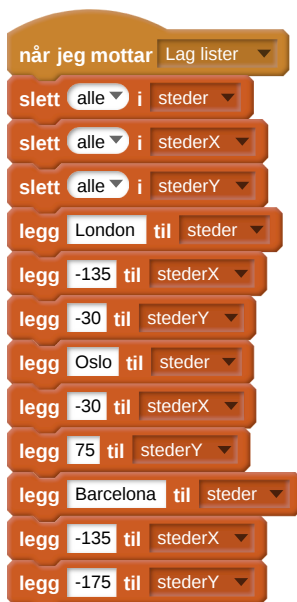 når jeg mottar Lag lister
slett alle i steder
slett alle i stederX
slett alle i stederY
legg London til steder
legg -135 til stederX
legg -30 til stederY
legg Oslo til steder
legg -30 til stederX
legg 75 til stederY
legg Barcelona til steder
legg -135 til stederX
legg -175 til stederY